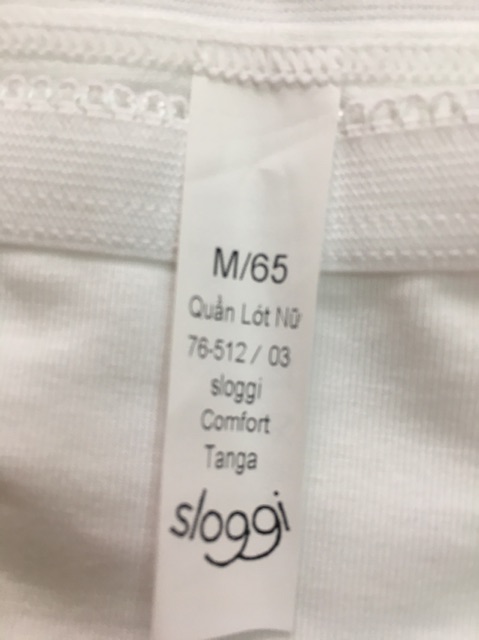 M/65
Quần Lót Nữ
76-512 / 03
sloggi
Comfort
Tanga
sloggi